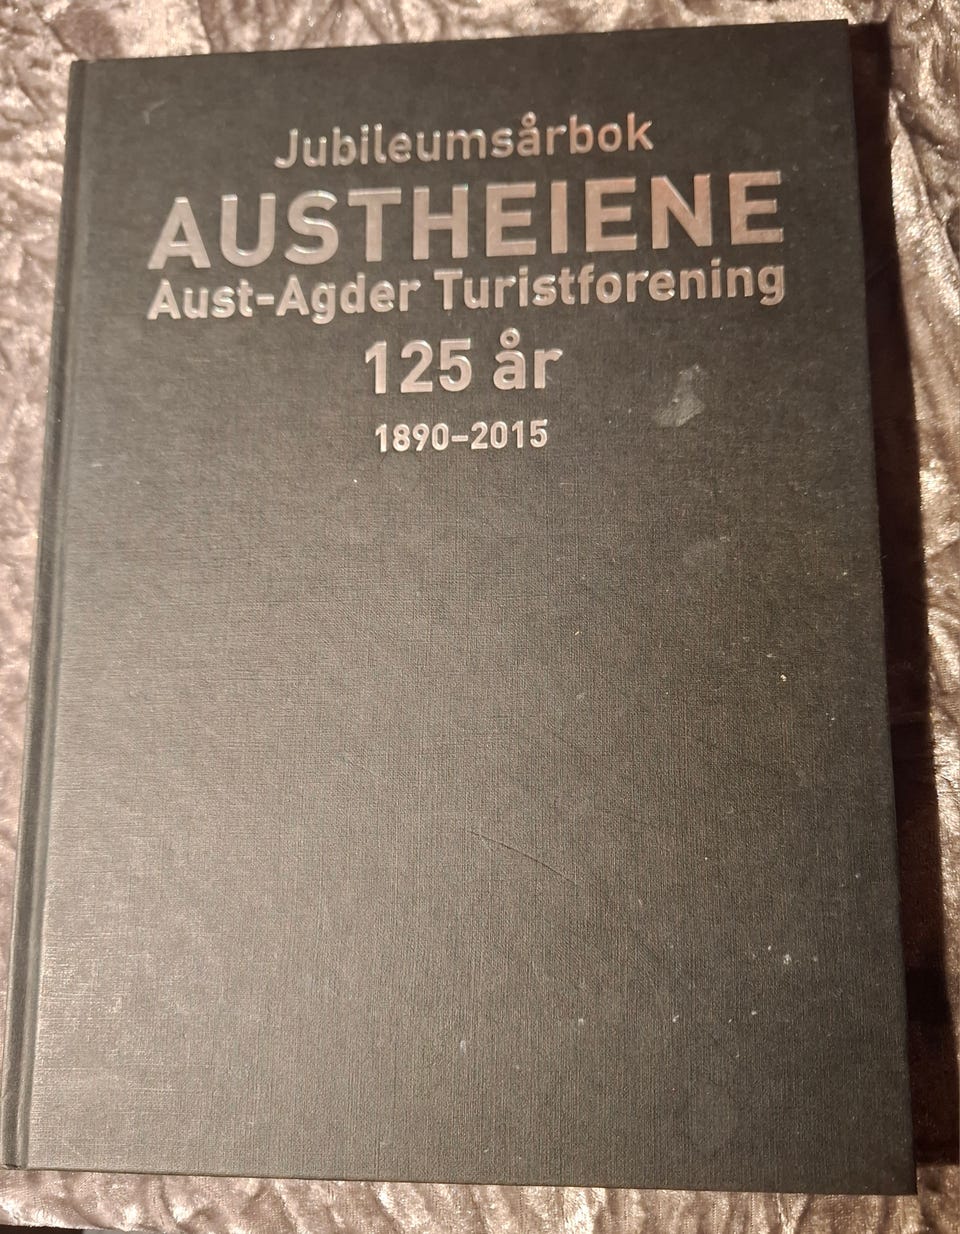 Jubileumsårbok
AUSTHEIENE
Aust-Agder Turistforening
125 år
1890–2015